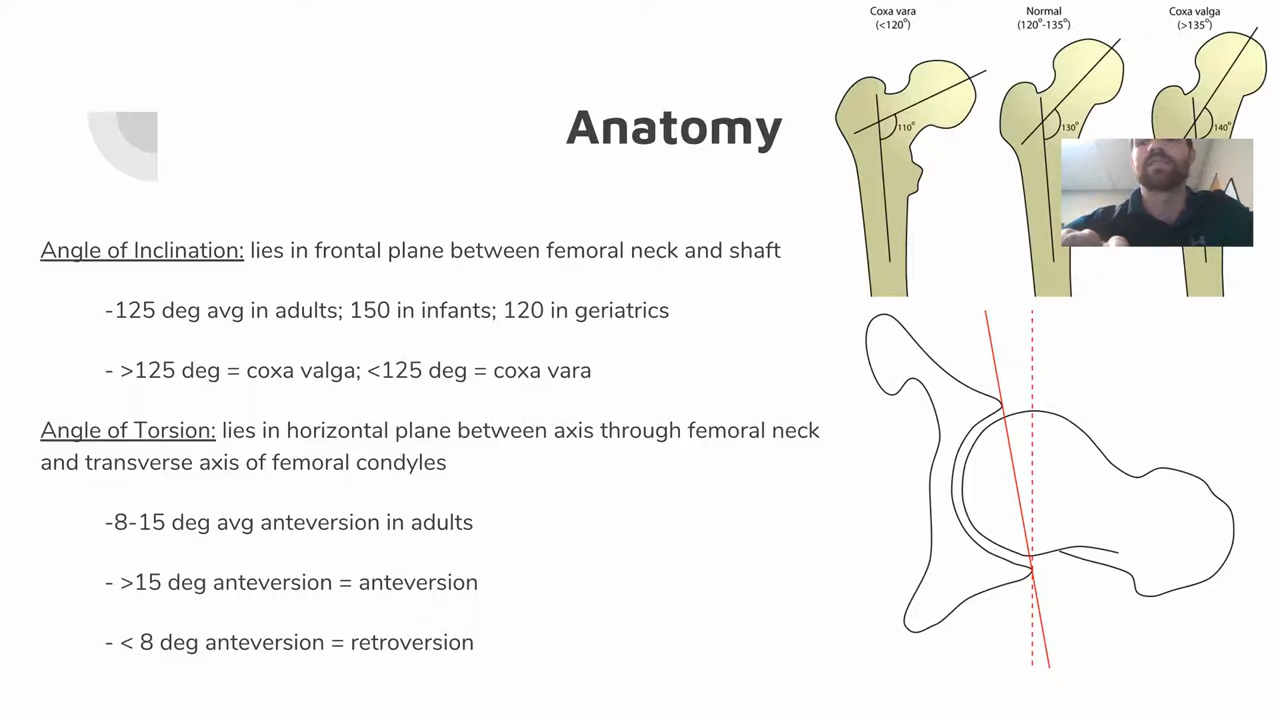 Coxa vara
(<120°)
Normal
(120°-135°)
Coxa valga
(>135°)
110°
130°
140°
Anatomy
Angle of Inclination: lies in frontal plane between femoral neck and shaft
-125 deg avg in adults; 150 in infants; 120 in geriatrics
- >125 deg = coxa valga; <125 deg = coxa vara
Angle of Torsion: lies in horizontal plane between axis through femoral neck
and transverse axis of femoral condyles
-8-15 deg avg anteversion in adults
- >15 deg anteversion = anteversion
- < 8 deg anteversion = retroversion